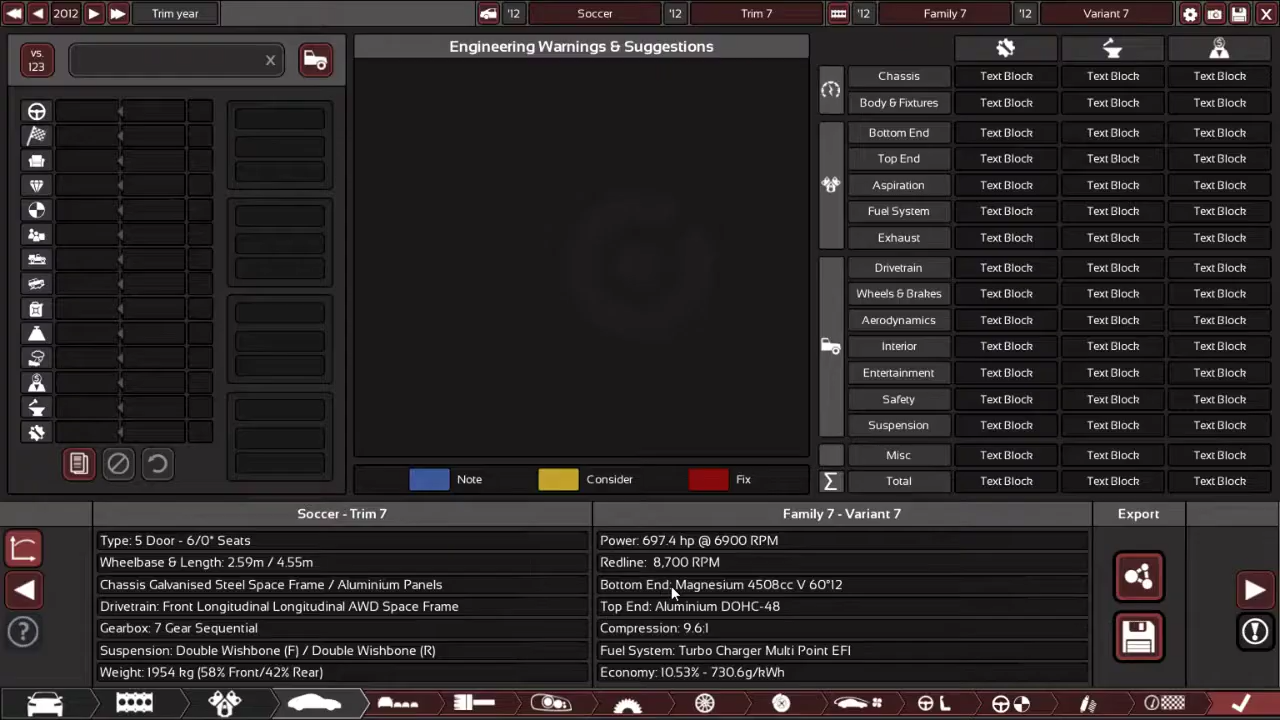 2012 Trim year '12 Soccer '12 Trim 7 '12 Family 7 '12 Variant 7
vs. 123 x
Engineering Warnings & Suggestions
Chassis Text Block Text Block Text Block
Body & Fixtures Text Block Text Block Text Block
Bottom End Text Block Text Block Text Block
Top End Text Block Text Block Text Block
Aspiration Text Block Text Block Text Block
Fuel System Text Block Text Block Text Block
Exhaust Text Block Text Block Text Block
Drivetrain Text Block Text Block Text Block
Wheels & Brakes Text Block Text Block Text Block
Aerodynamics Text Block Text Block Text Block
Interior Text Block Text Block Text Block
Entertainment Text Block Text Block Text Block
Safety Text Block Text Block Text Block
Suspension Text Block Text Block Text Block
Misc Text Block Text Block Text Block
Σ Total Text Block Text Block Text Block
Note Consider Fix
Soccer - Trim 7
Type: 5 Door - 6/0* Seats
Wheelbase & Length: 2.59m / 4.55m
Chassis Galvanised Steel Space Frame / Aluminium Panels
Drivetrain: Front Longitudinal Longitudinal AWD Space Frame
Gearbox: 7 Gear Sequential
Suspension: Double Wishbone (F) / Double Wishbone (R)
Weight: 1954 kg (58% Front/42% Rear)
Family 7 - Variant 7
Power: 697.4 hp @ 6900 RPM
Redline: 8,700 RPM
Bottom End: Magnesium 4508cc V 60°12
Top End: Aluminium DOHC-48
Compression: 9.6:1
Fuel System: Turbo Charger Multi Point EFI
Economy: 10.53% - 730.6g/kWh
Export
?